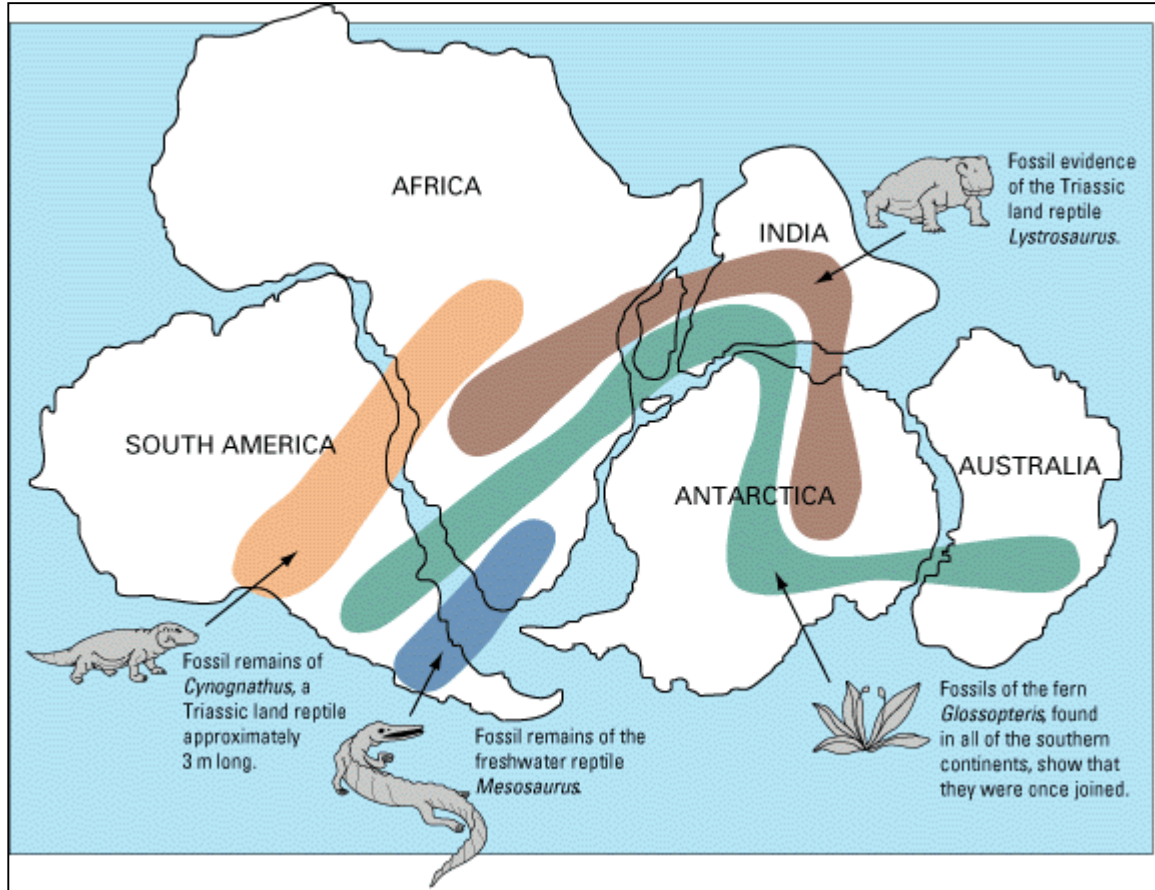 AFRICA
INDIA
Fossil evidence
of the Triassic
land reptile
Lystrosaurus.
SOUTH AMERICA
ANTARCTICA
AUSTRALIA
Fossil remains of
Cynognathus, a
Triassic land reptile
approximately
3 m long.
Fossil remains of the
freshwater reptile
Mesosaurus.
Fossils of the fern
Glossopteris, found
in all of the southern
continents, show that
they were once joined.